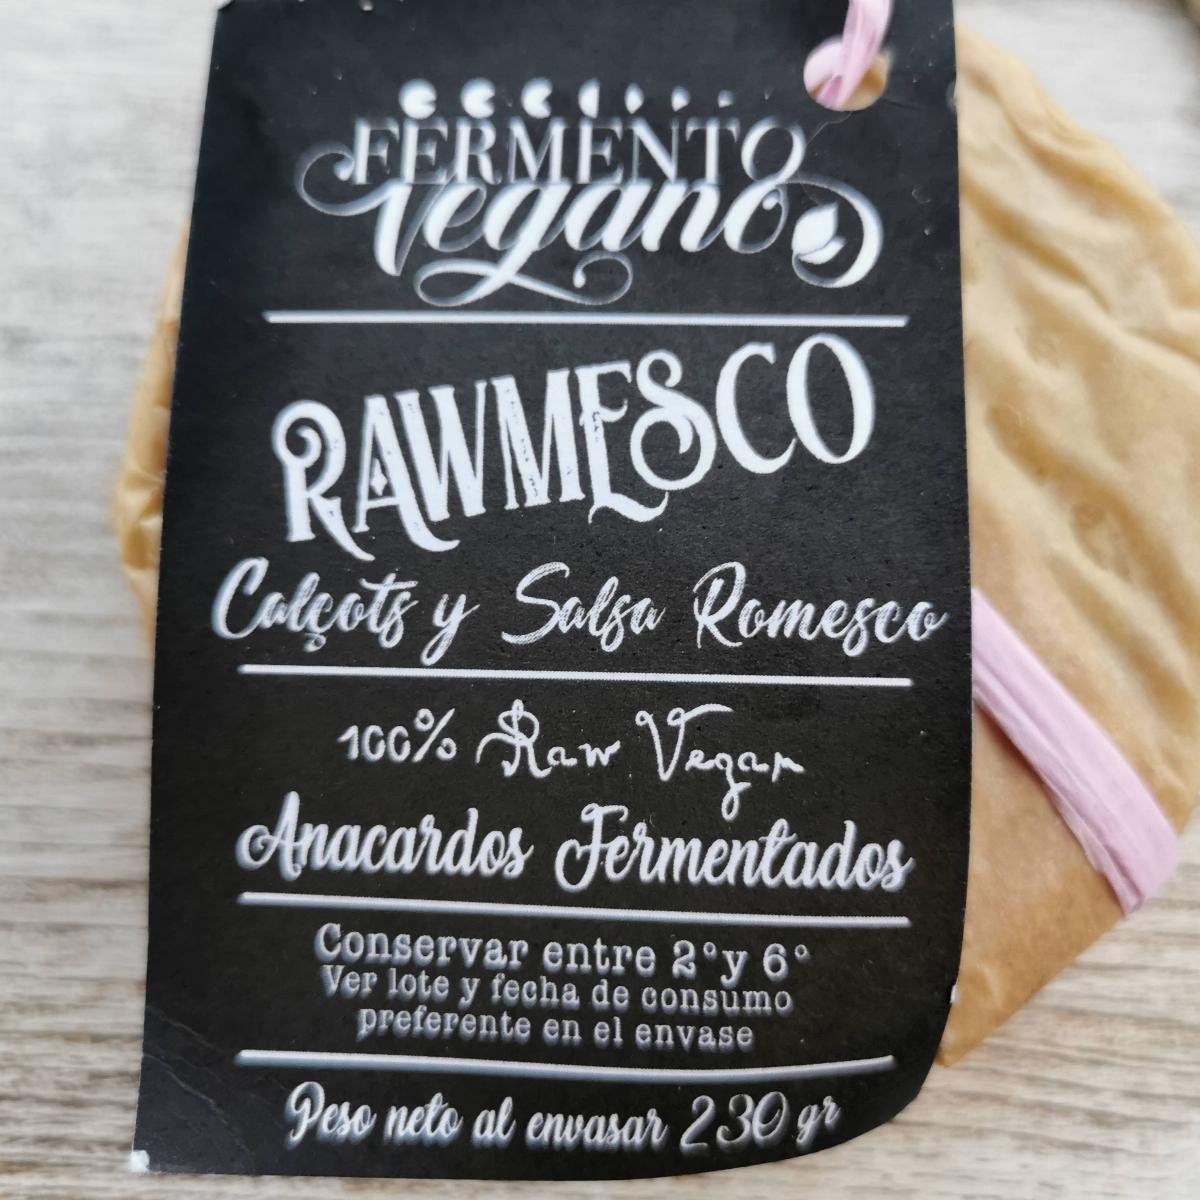 FERMENTO
vegano
RAWMESCO
Calçots y Salsa Romesco
100% Raw Vegan
Anacardos Fermentados
Conservar entre 2° y 6°
Ver lote y fecha de consumo
preferente en el envase
Peso neto al envasar 230 gr